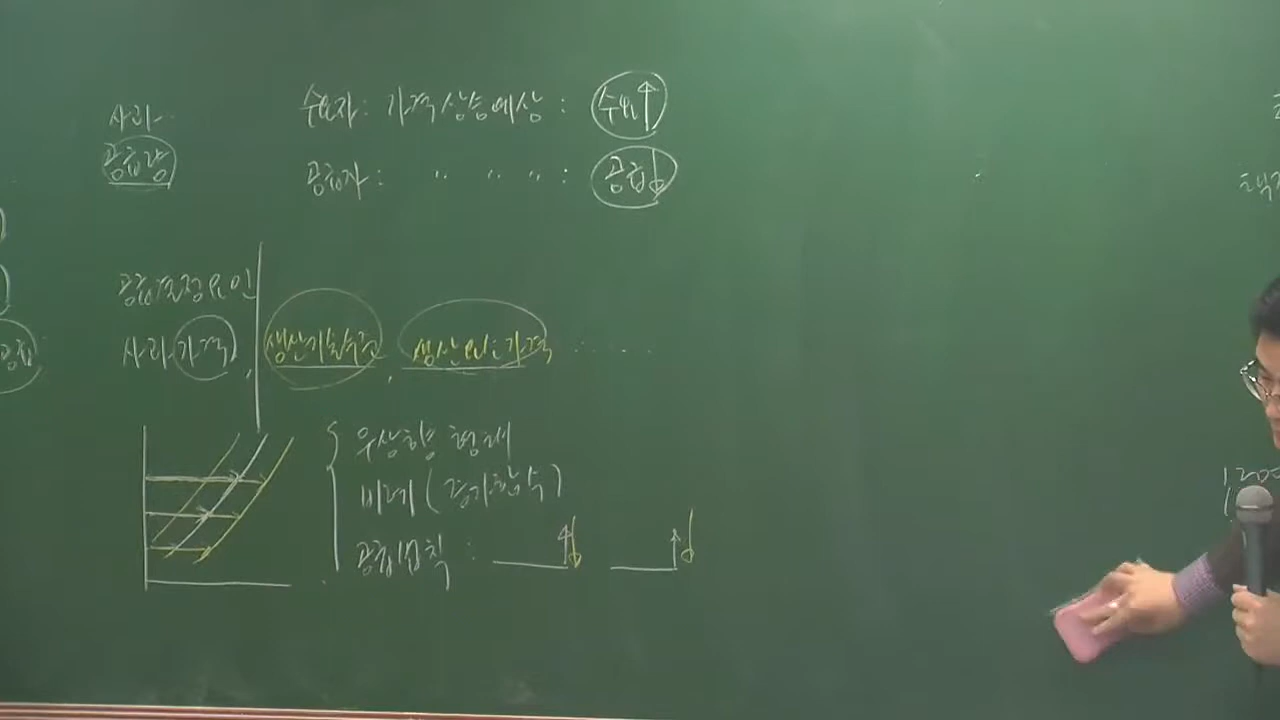 사과
공급량
수요자: 가격상승예상: 수요↑
공급자: 〃 〃 〃: 공급↓
공급결정요인
사과가격, 생산기술수준, 생산요소가격 ......
공급
우상향 형태
비례(증가함수)
공급법칙: ↑↓ ↑↓
1200